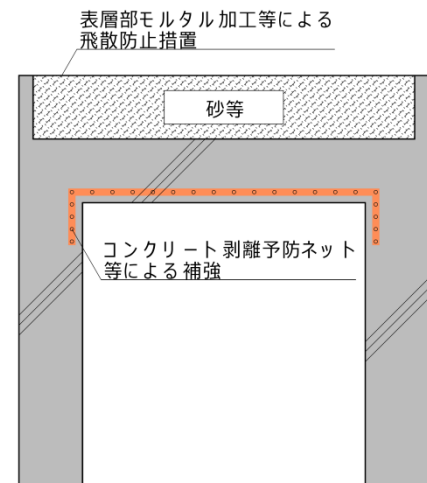 表層部モルタル加工等による
飛散防止措置
砂等
コンクリート剥離予防ネット
等による補強